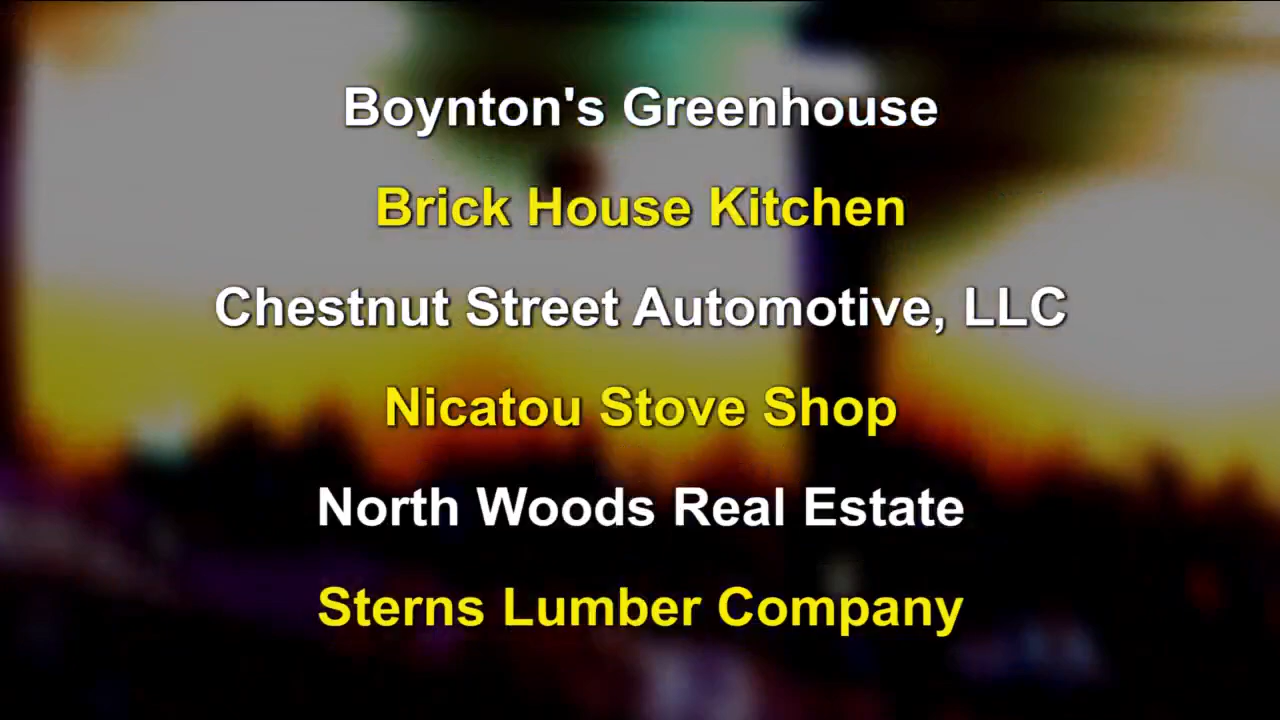 Boynton's Greenhouse
Brick House Kitchen
Chestnut Street Automotive, LLC
Nicatou Stove Shop
North Woods Real Estate
Sterns Lumber Company